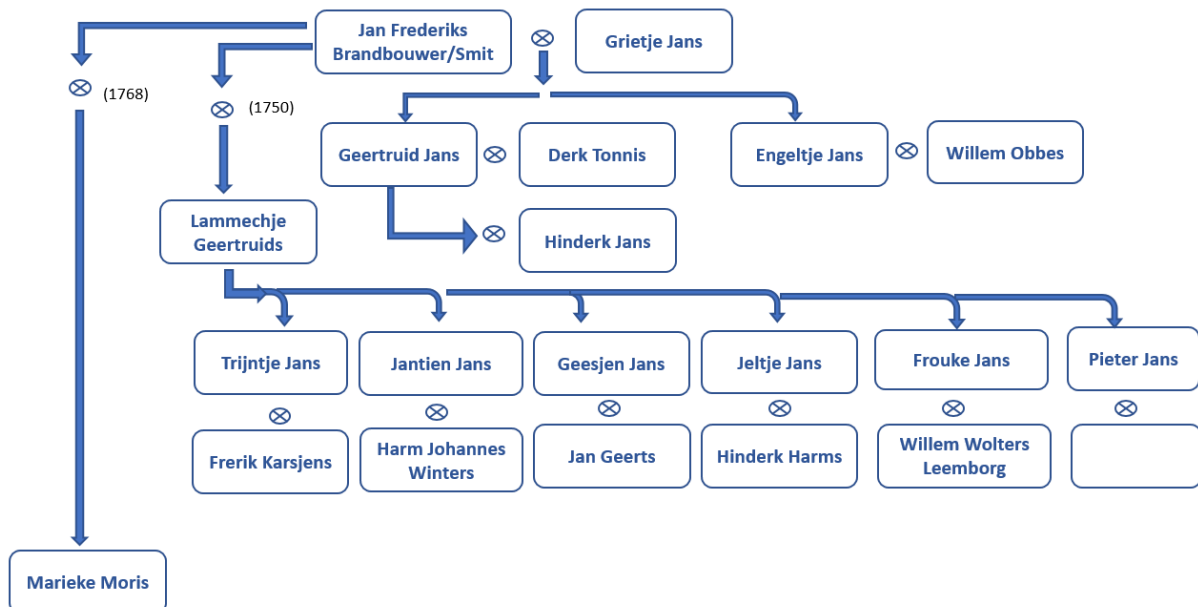 Jan Frederiks
Brandbouwer/Smit
Grietje Jans
(1768)
(1750)
Geertruid Jans
Derk Tonnis
Engeltje Jans
Willem Obbes
Lammechje
Geertruids
Hinderk Jans
Trijntje Jans
Jantien Jans
Geesjen Jans
Jeltje Jans
Frouke Jans
Pieter Jans
Frerik Karsjens
Harm Johannes
Winters
Jan Geerts
Hinderk Harms
Willem Wolters
Leemborg
Marieke Moris